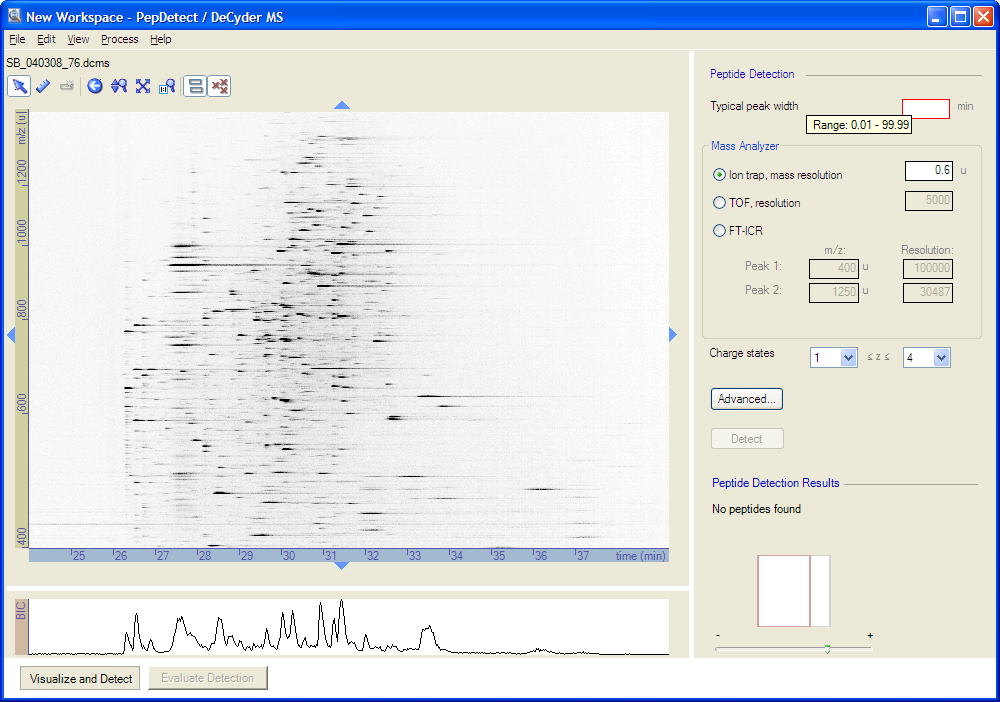 New Workspace - PepDetect / DeCyder MS
File Edit View Process Help
SB_040308_76.dcms
Peptide Detection
Typical peak width min
Range: 0.01 - 99.99
Mass Analyzer
Ion trap, mass resolution 0.6 u
TOF, resolution 5000
FT-ICR
m/z: Resolution:
Peak 1: 400 u 100000
Peak 2: 1250 u 30487
Charge states 1 ≤ z ≤ 4
Advanced...
Detect
Peptide Detection Results
No peptides found
- +
m/z (u)
1200
1000
800
600
400
25 26 27 28 29 30 31 32 33 34 35 36 37 time (min)
BIC
Visualize and Detect Evaluate Detection